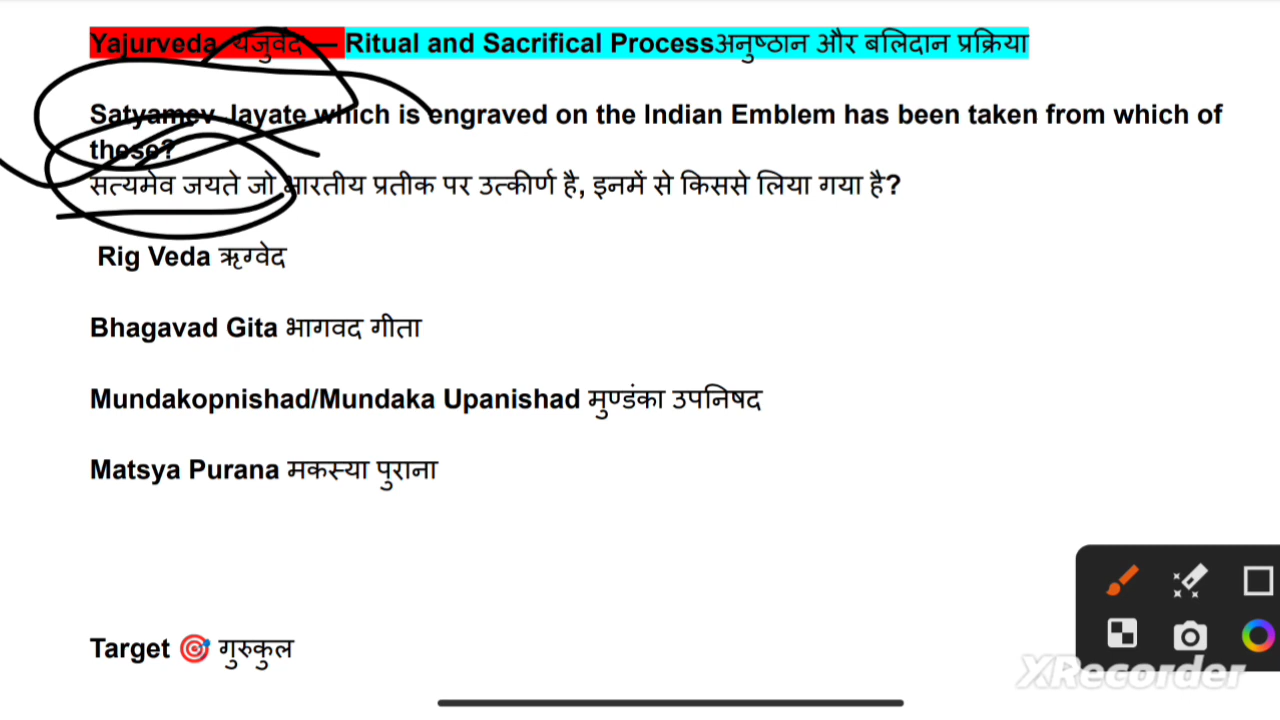 Yajurveda यजुर्वेद — Ritual and Sacrifical Processअनुष्ठान और बलिदान प्रक्रिया
Satyamev Jayate which is engraved on the Indian Emblem has been taken from which of
these?
सत्यमेव जयते जो भारतीय प्रतीक पर उत्कीर्ण है, इनमें से किससे लिया गया है?
Rig Veda ऋग्वेद
Bhagavad Gita भागवद गीता
Mundakopnishad/Mundaka Upanishad मुण्डंका उपनिषद
Matsya Purana मकस्या पुराना
Target 🎯 गुरुकुल
XRecorder